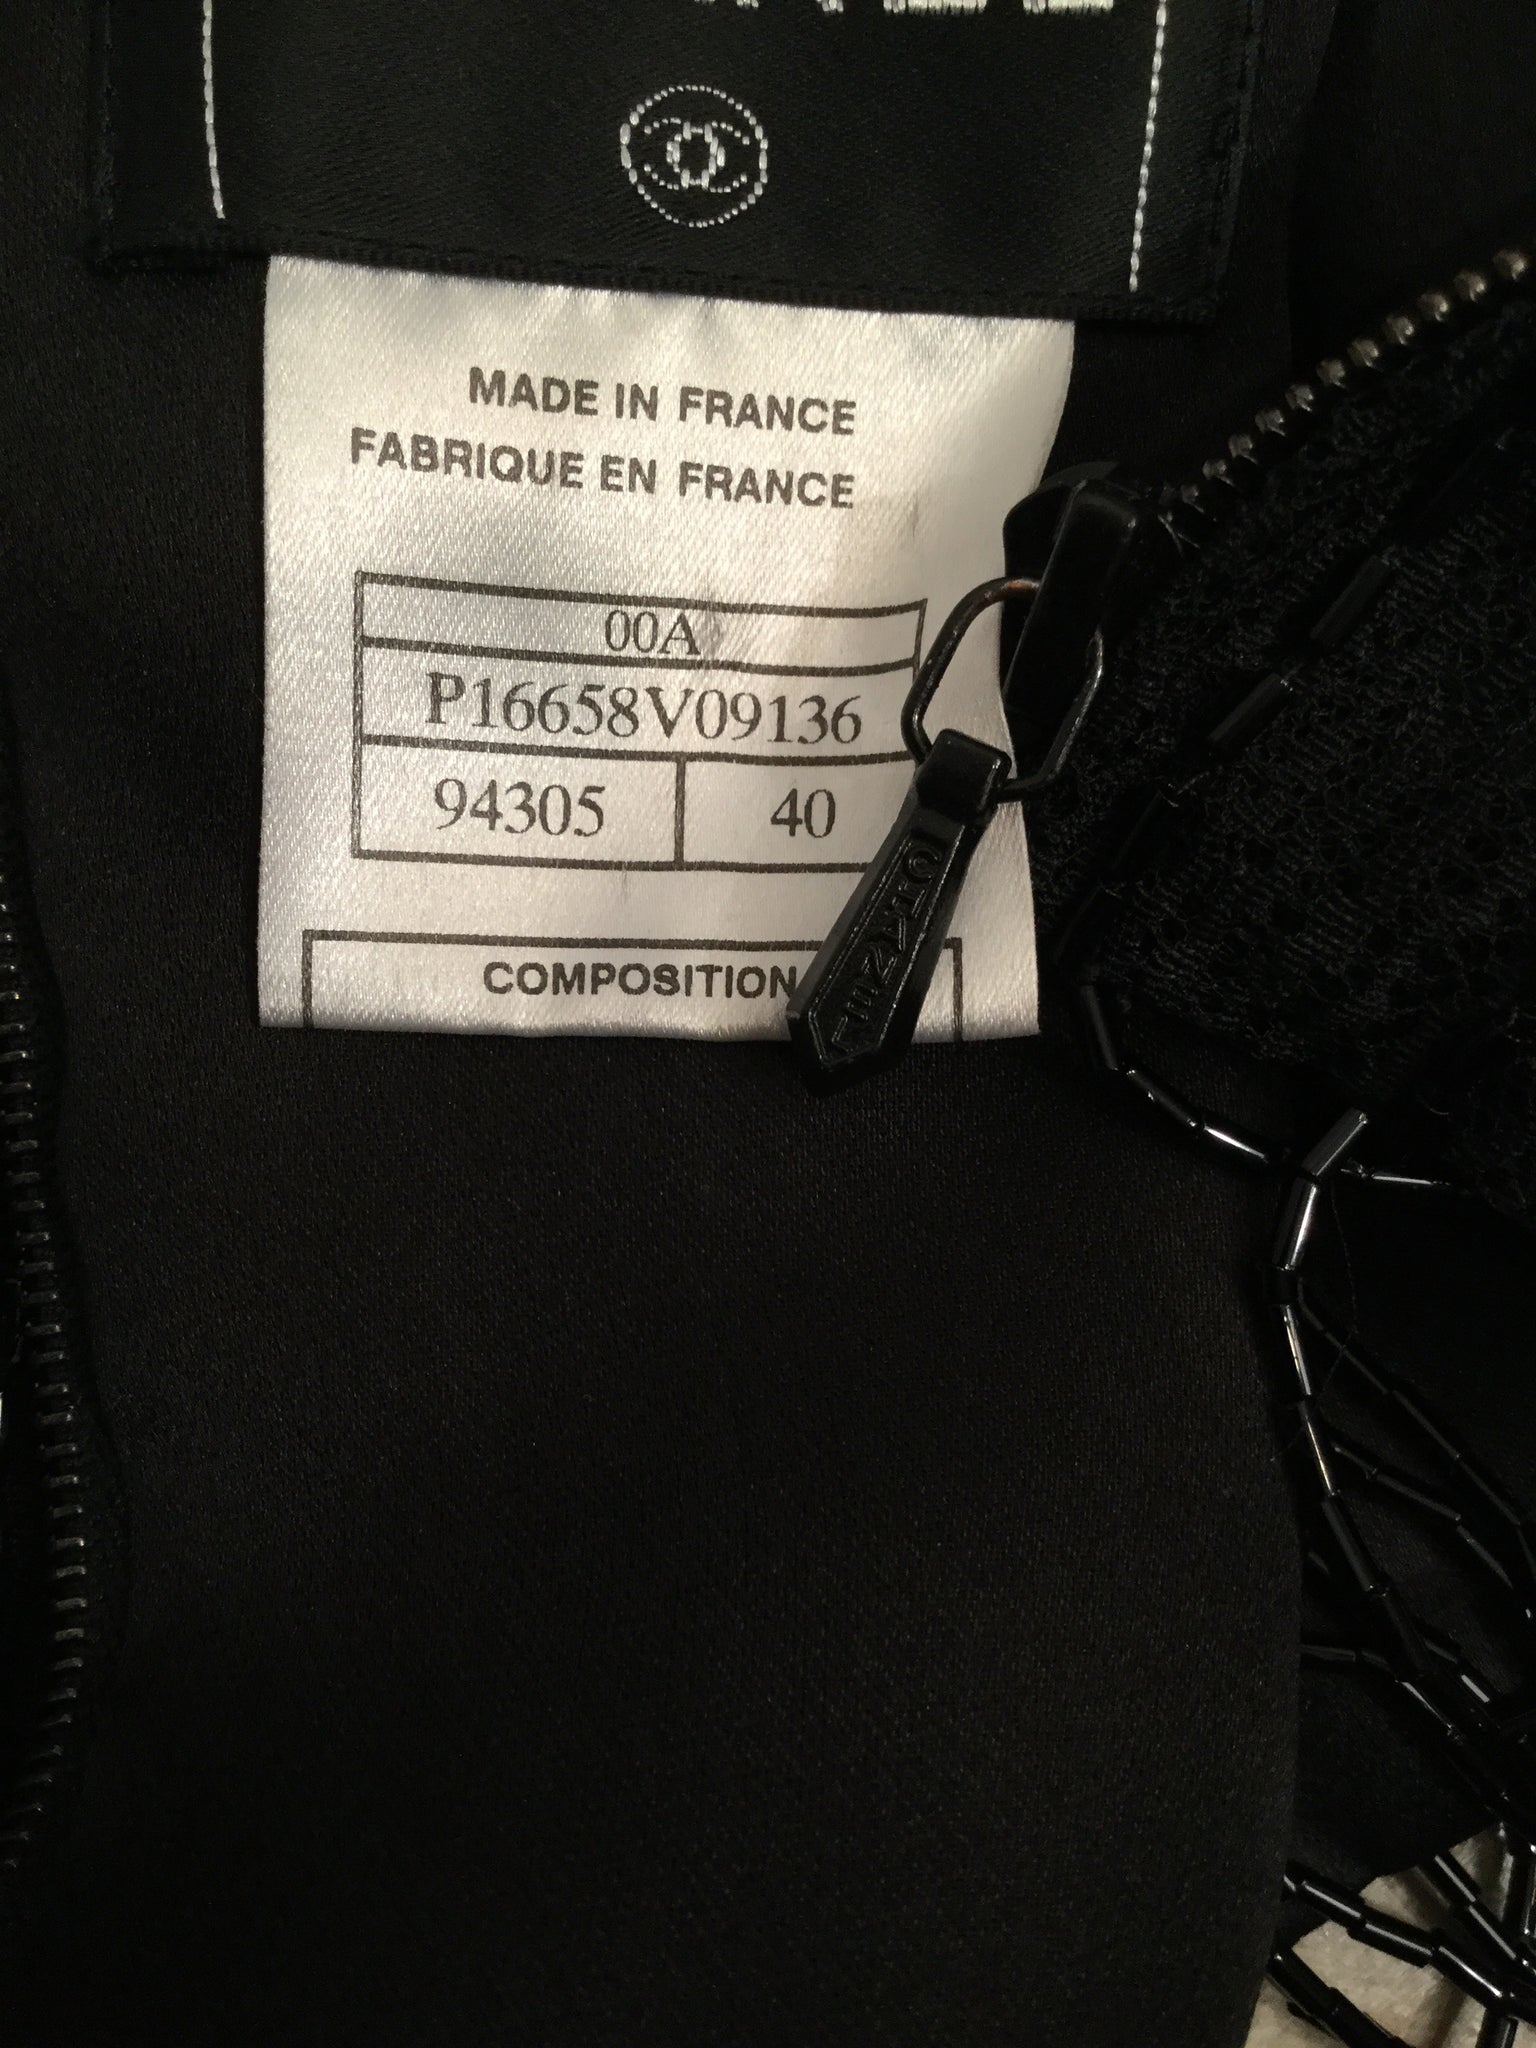 MADE IN FRANCE
FABRIQUE EN FRANCE
00A
P16658V09136
94305 40
COMPOSITION